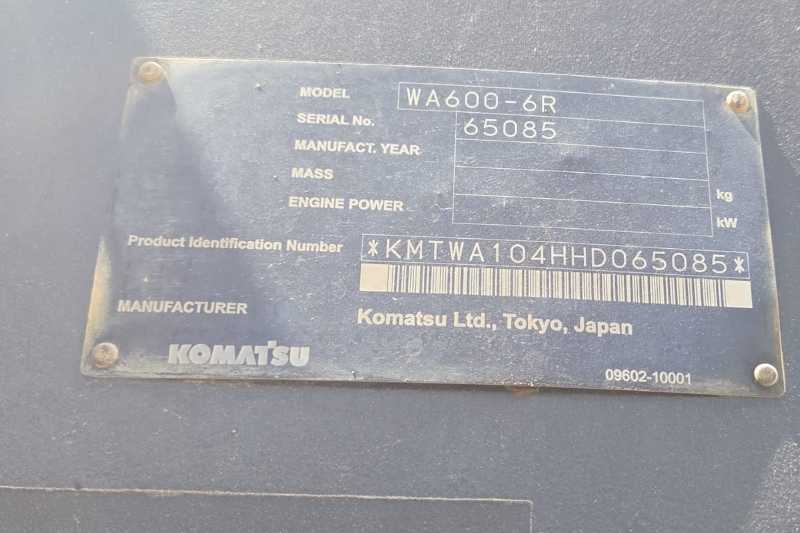 MODEL WA600-6R
SERIAL No. 65085
MANUFACT. YEAR
MASS kg
ENGINE POWER kW
Product Identification Number *KMTWA104HHD065085*
MANUFACTURER Komatsu Ltd., Tokyo, Japan
KOMATSU
09602-10001